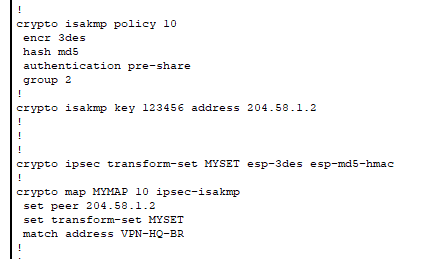 !
crypto isakmp policy 10
 encr 3des
 hash md5
 authentication pre-share
 group 2
!
crypto isakmp key 123456 address 204.58.1.2
!
!
!
crypto ipsec transform-set MYSET esp-3des esp-md5-hmac
!
crypto map MYMAP 10 ipsec-isakmp
 set peer 204.58.1.2
 set transform-set MYSET
 match address VPN-HQ-BR
!